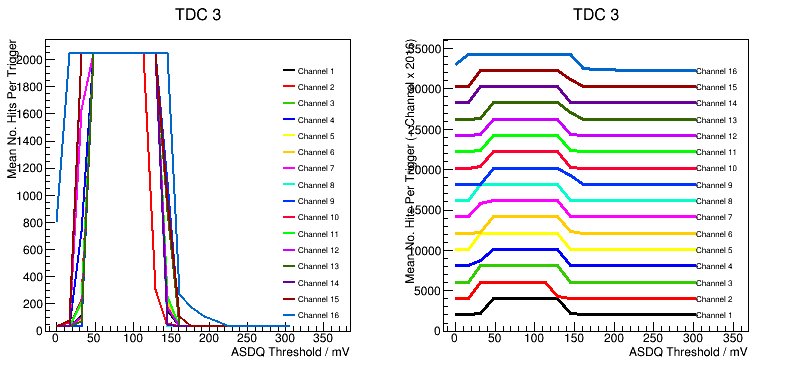 TDC 3
Mean No. Hits Per Trigger
2000
1800
1600
1400
1200
1000
800
600
400
200
0
0 50 100 150 200 250 300 350
ASDQ Threshold / mV
Channel 1
Channel 2
Channel 3
Channel 4
Channel 5
Channel 6
Channel 7
Channel 8
Channel 9
Channel 10
Channel 11
Channel 12
Channel 13
Channel 14
Channel 15
Channel 16
TDC 3
Mean No. Hits Per Trigger (+ Channel x 2016)
35000
30000
25000
20000
15000
10000
5000
0
0 50 100 150 200 250 300 350
ASDQ Threshold / mV
Channel 16
Channel 15
Channel 14
Channel 13
Channel 12
Channel 11
Channel 10
Channel 9
Channel 8
Channel 7
Channel 6
Channel 5
Channel 4
Channel 3
Channel 2
Channel 1